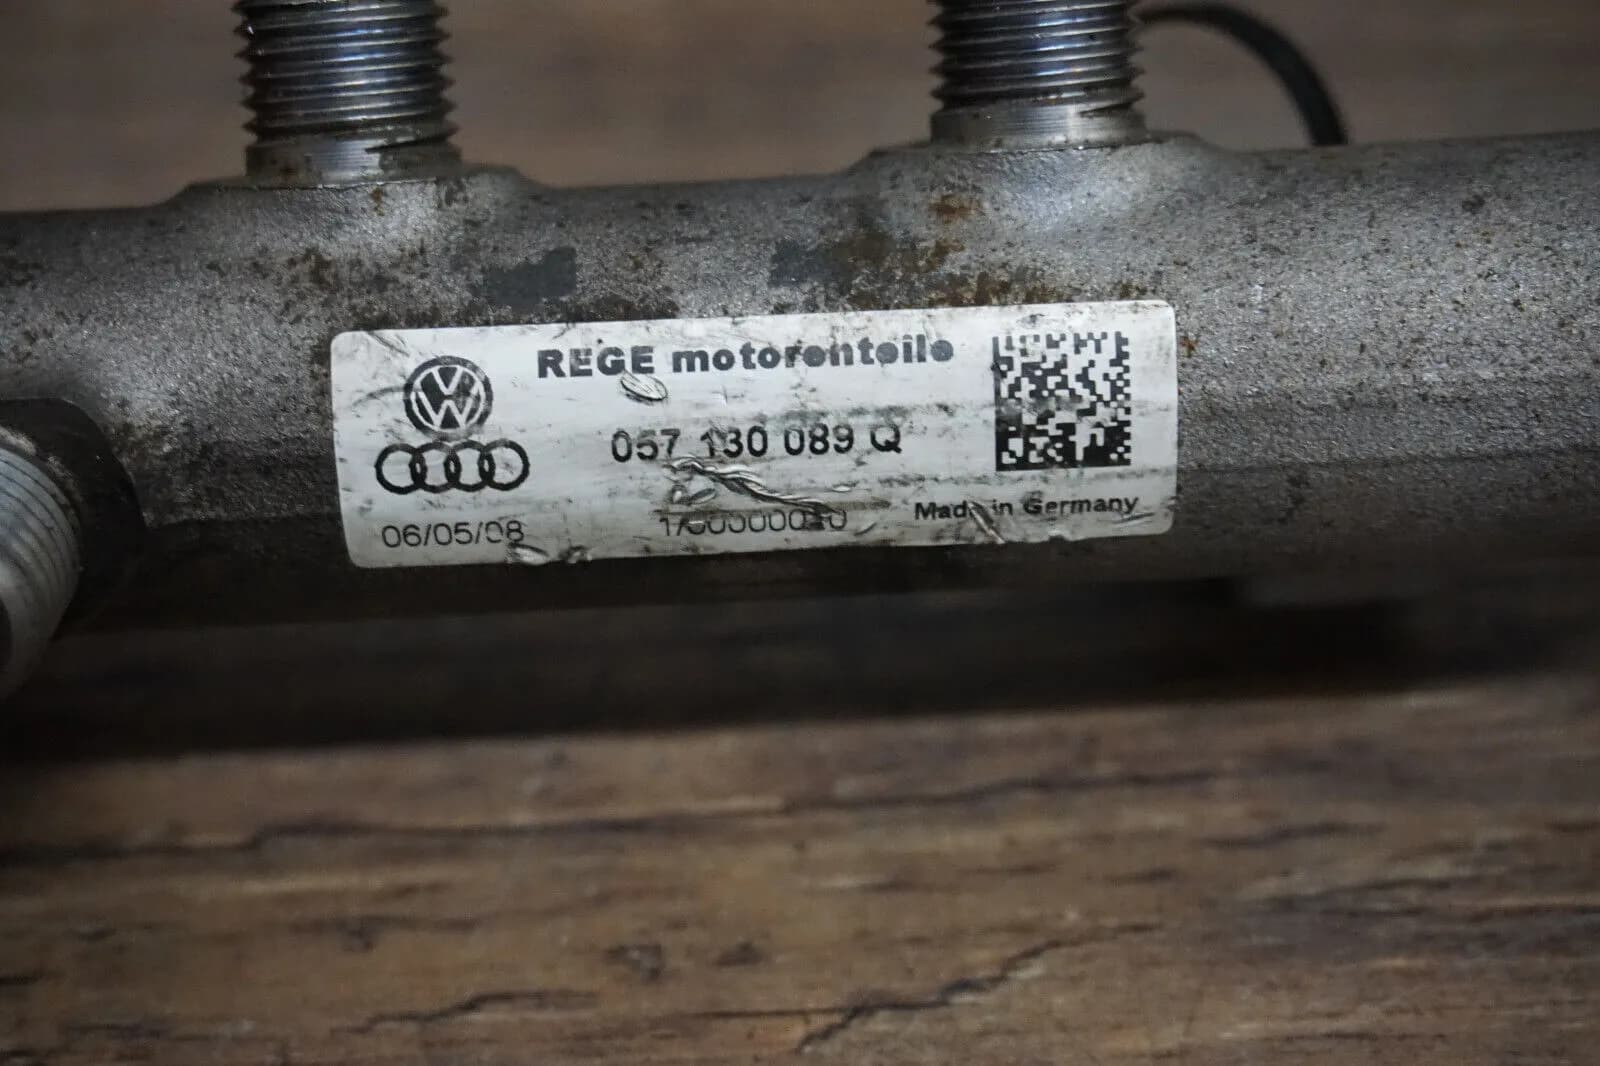 REGE motorenteile
057 130 089 Q
06/05/08
Made in Germany